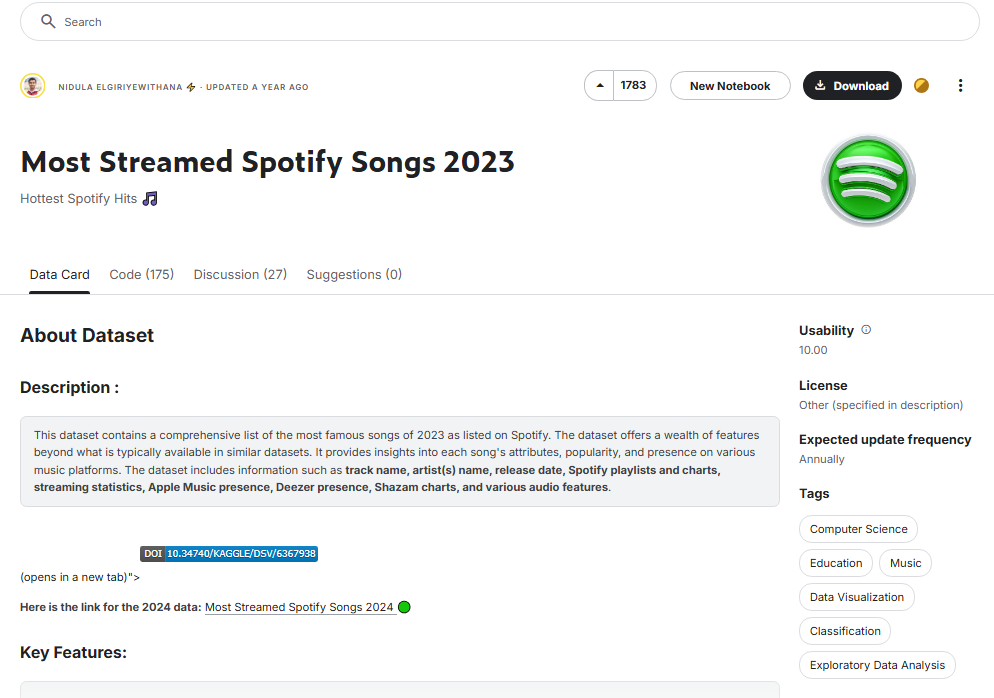 Search
NIDULA ELGIRIYEWITHANA · UPDATED A YEAR AGO
1783
New Notebook
Download
Most Streamed Spotify Songs 2023
Hottest Spotify Hits
Data Card
Code (175)
Discussion (27)
Suggestions (0)
About Dataset
Description :
This dataset contains a comprehensive list of the most famous songs of 2023 as listed on Spotify. The dataset offers a wealth of features
beyond what is typically available in similar datasets. It provides insights into each song's attributes, popularity, and presence on various
music platforms. The dataset includes information such as track name, artist(s) name, release date, Spotify playlists and charts,
streaming statistics, Apple Music presence, Deezer presence, Shazam charts, and various audio features.
DOI 10.34740/KAGGLE/DSV/6367938
(opens in a new tab)">
Here is the link for the 2024 data: Most Streamed Spotify Songs 2024
Key Features:
Usability
10.00
License
Other (specified in description)
Expected update frequency
Annually
Tags
Computer Science
Education
Music
Data Visualization
Classification
Exploratory Data Analysis